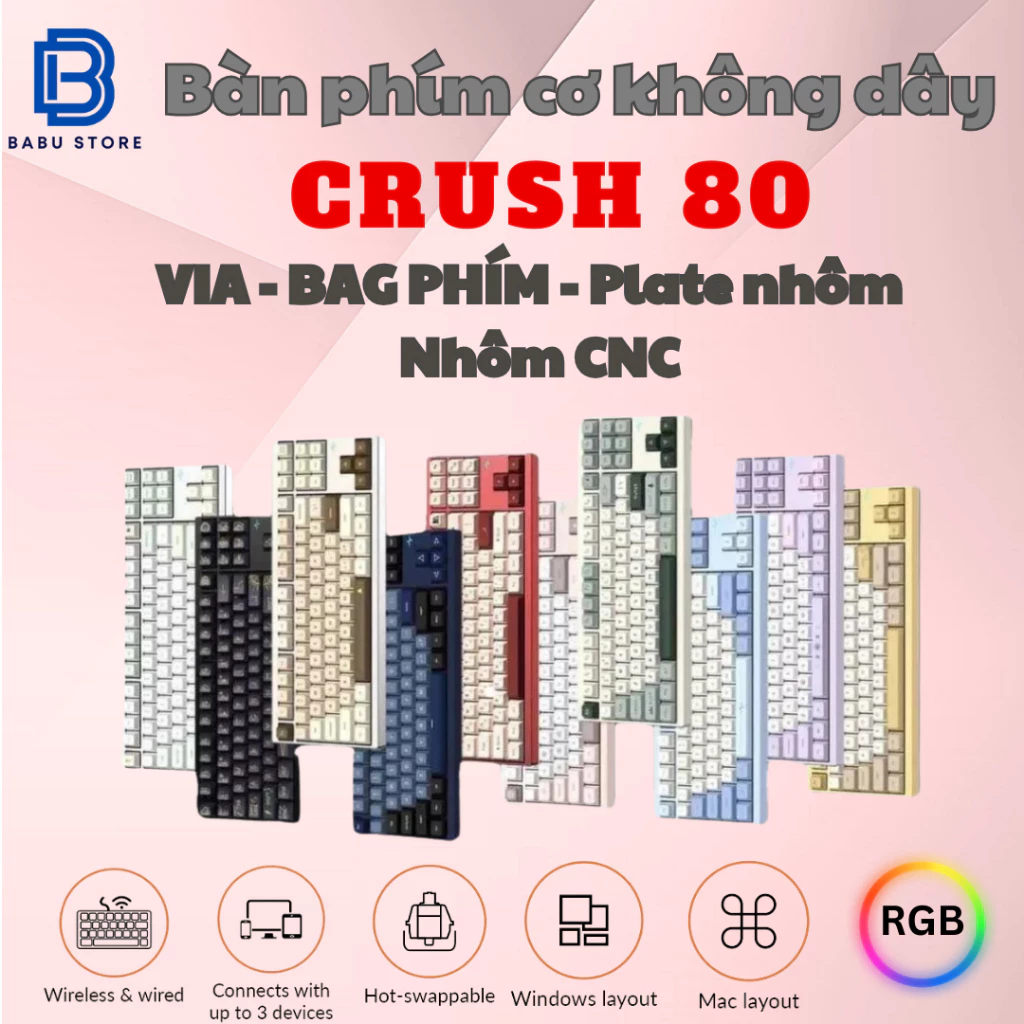 BABU STORE
Bàn phím cơ không dây
CRUSH 80
VIA - BAG PHÍM - Plate nhôm
Nhôm CNC
RGB
Wireless & wired
Connects with
up to 3 devices
Hot-swappable
Windows layout
Mac layout